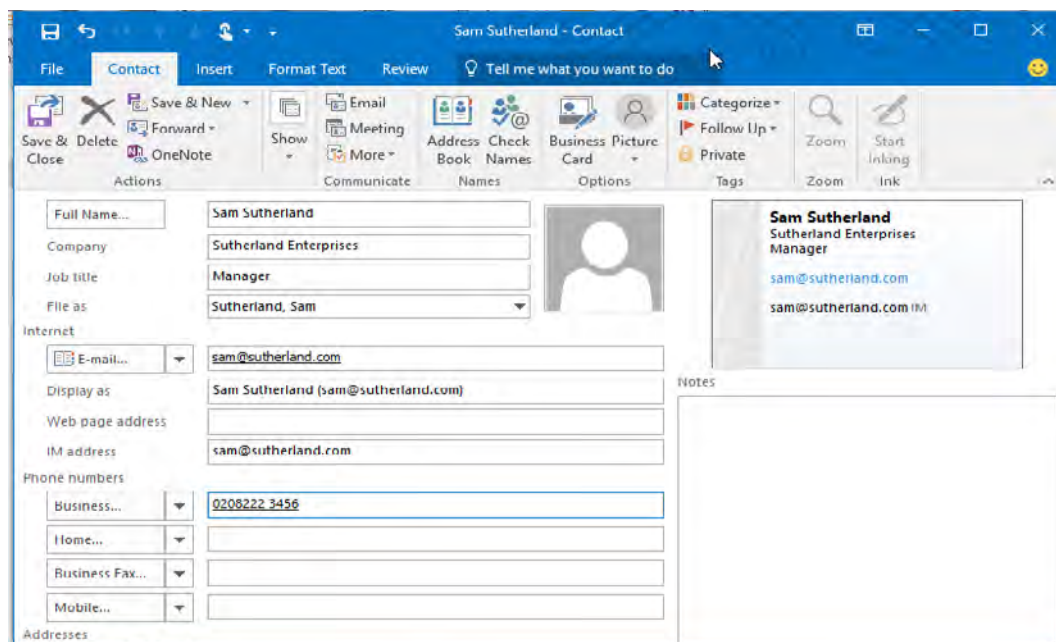 Sam Sutherland - Contact
File Contact Insert Format Text Review Tell me what you want to do
Save & Close
Delete
Save & New
Forward
OneNote
Actions
Show
Email
Meeting
More
Communicate
Address Book
Check Names
Names
Business Card
Picture
Options
Categorize
Follow Up
Private
Tags
Zoom
Zoom
Start Inking
Ink
Full Name... Sam Sutherland
Company Sutherland Enterprises
Job title Manager
File as Sutherland, Sam
Internet
E-mail... sam@sutherland.com
Display as Sam Sutherland (sam@sutherland.com)
Web page address
IM address sam@sutherland.com
Phone numbers
Business... 0208222 3456
Home...
Business Fax...
Mobile...
Addresses
Sam Sutherland
Sutherland Enterprises
Manager
sam@sutherland.com
sam@sutherland.com IM
Notes